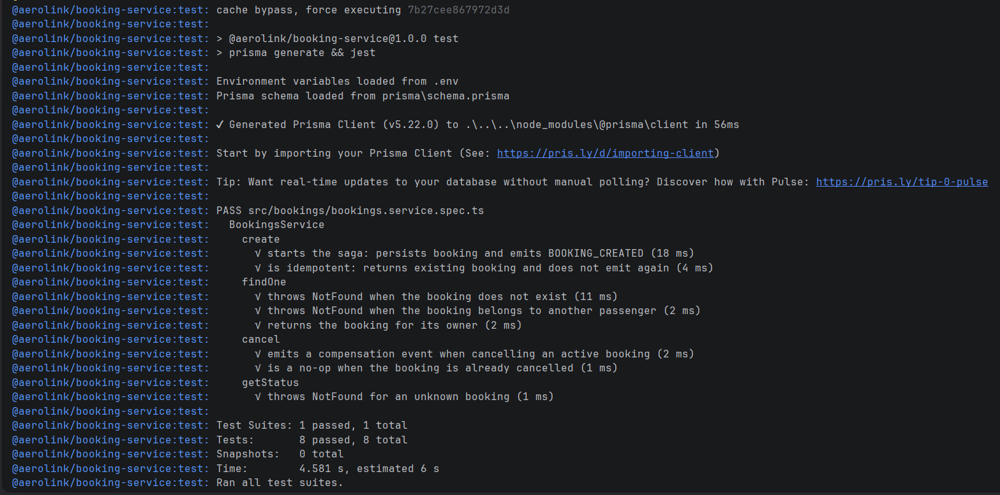 @aerolink/booking-service:test: cache bypass, force executing 7b27cee867972d3d
@aerolink/booking-service:test:
@aerolink/booking-service:test: > @aerolink/booking-service@1.0.0 test
@aerolink/booking-service:test: > prisma generate && jest
@aerolink/booking-service:test:
@aerolink/booking-service:test: Environment variables loaded from .env
@aerolink/booking-service:test: Prisma schema loaded from prisma\schema.prisma
@aerolink/booking-service:test:
@aerolink/booking-service:test: ✓ Generated Prisma Client (v5.22.0) to .\..\..\node_modules\@prisma\client in 56ms
@aerolink/booking-service:test:
@aerolink/booking-service:test: Start by importing your Prisma Client (See: https://pris.ly/d/importing-client)
@aerolink/booking-service:test:
@aerolink/booking-service:test: Tip: Want real-time updates to your database without manual polling? Discover how with Pulse: https://pris.ly/tip-0-pulse
@aerolink/booking-service:test:
@aerolink/booking-service:test: PASS src/bookings/bookings.service.spec.ts
@aerolink/booking-service:test:   BookingsService
@aerolink/booking-service:test:     create
@aerolink/booking-service:test:       √ starts the saga: persists booking and emits BOOKING_CREATED (18 ms)
@aerolink/booking-service:test:       √ is idempotent: returns existing booking and does not emit again (4 ms)
@aerolink/booking-service:test:     findOne
@aerolink/booking-service:test:       √ throws NotFound when the booking does not exist (11 ms)
@aerolink/booking-service:test:       √ throws NotFound when the booking belongs to another passenger (2 ms)
@aerolink/booking-service:test:       √ returns the booking for its owner (2 ms)
@aerolink/booking-service:test:     cancel
@aerolink/booking-service:test:       √ emits a compensation event when cancelling an active booking (2 ms)
@aerolink/booking-service:test:       √ is a no-op when the booking is already cancelled (1 ms)
@aerolink/booking-service:test:     getStatus
@aerolink/booking-service:test:       √ throws NotFound for an unknown booking (1 ms)
@aerolink/booking-service:test:
@aerolink/booking-service:test: Test Suites: 1 passed, 1 total
@aerolink/booking-service:test: Tests:       8 passed, 8 total
@aerolink/booking-service:test: Snapshots:   0 total
@aerolink/booking-service:test: Time:        4.581 s, estimated 6 s
@aerolink/booking-service:test: Ran all test suites.